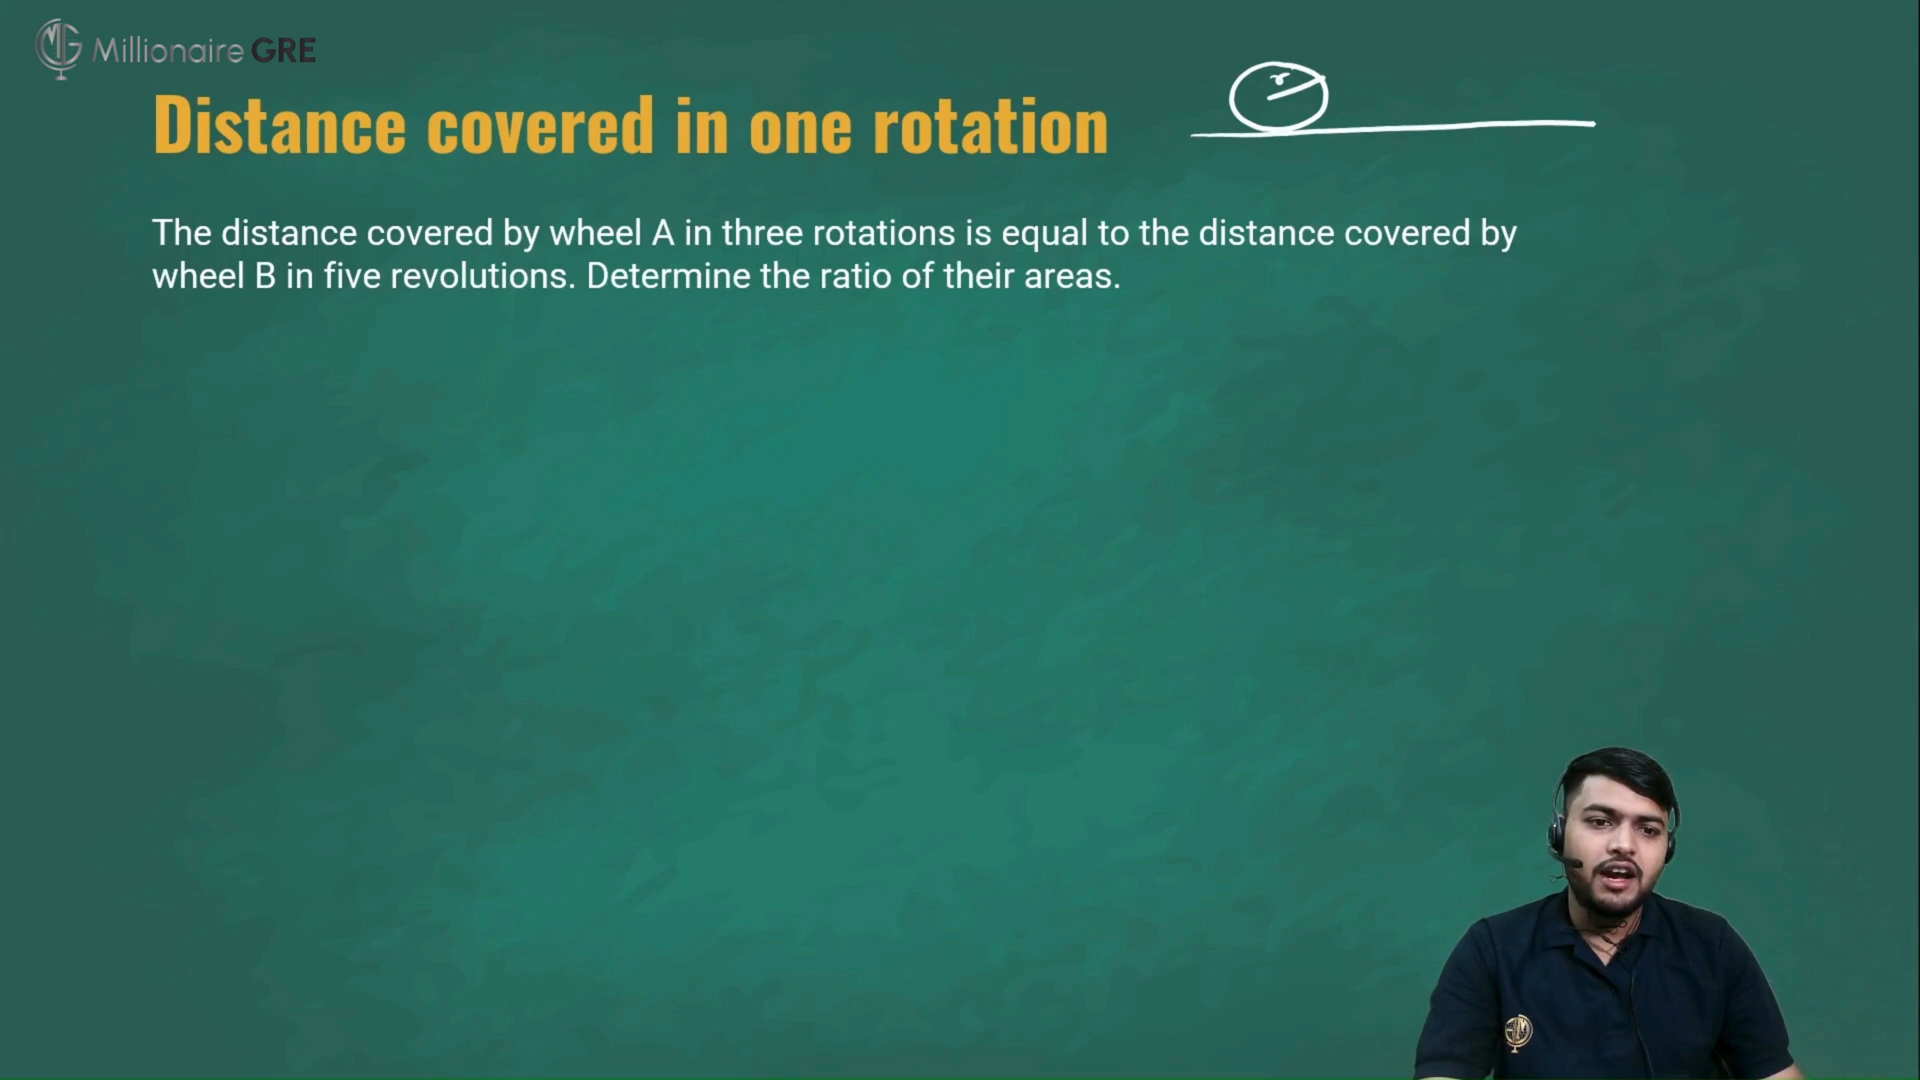 Millionaire GRE
Distance covered in one rotation
r
The distance covered by wheel A in three rotations is equal to the distance covered by
wheel B in five revolutions. Determine the ratio of their areas.